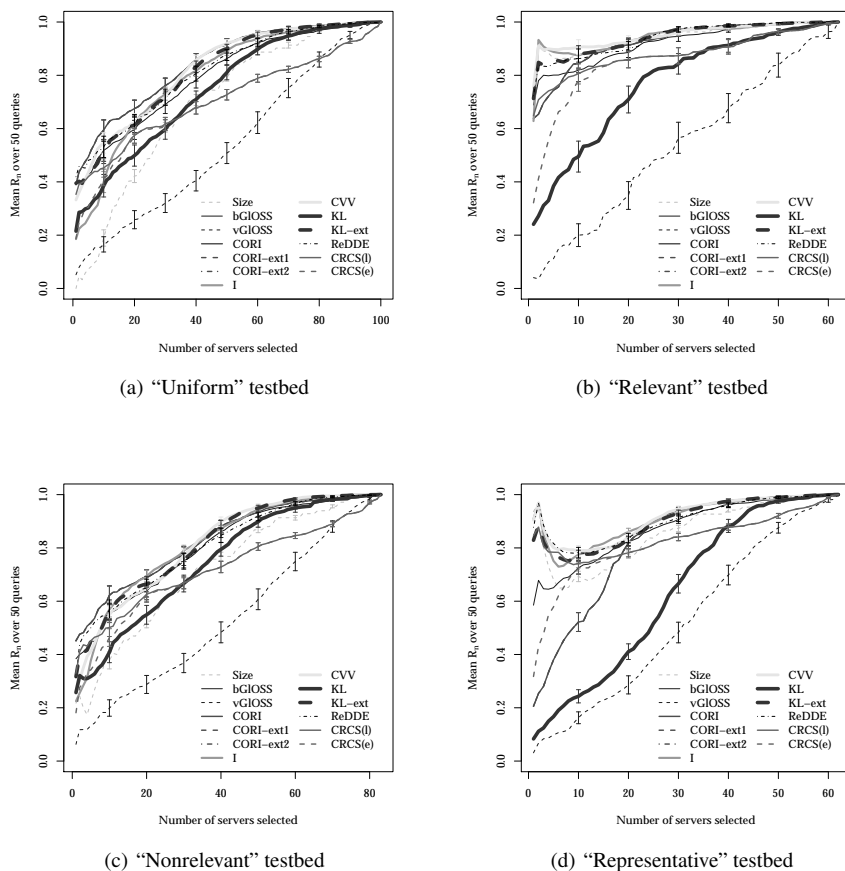 Mean Rn over 50 queries
1.0
0.8
0.6
0.4
0.2
0.0
Size
bGlOSS
vGlOSS
CORI
CORI-ext1
CORI-ext2
I
CVV
KL
KL-ext
ReDDE
CRCS(l)
CRCS(e)
0 20 40 60 80 100
Number of servers selected
(a) “Uniform” testbed
Mean Rn over 50 queries
1.0
0.8
0.6
0.4
0.2
0.0
Size
bGlOSS
vGlOSS
CORI
CORI-ext1
CORI-ext2
I
CVV
KL
KL-ext
ReDDE
CRCS(l)
CRCS(e)
0 10 20 30 40 50 60
Number of servers selected
(b) “Relevant” testbed
Mean Rn over 50 queries
1.0
0.8
0.6
0.4
0.2
0.0
Size
bGlOSS
vGlOSS
CORI
CORI-ext1
CORI-ext2
I
CVV
KL
KL-ext
ReDDE
CRCS(l)
CRCS(e)
0 20 40 60 80
Number of servers selected
(c) “Nonrelevant” testbed
Mean Rn over 50 queries
1.0
0.8
0.6
0.4
0.2
0.0
Size
bGlOSS
vGlOSS
CORI
CORI-ext1
CORI-ext2
I
CVV
KL
KL-ext
ReDDE
CRCS(l)
CRCS(e)
0 10 20 30 40 50 60
Number of servers selected
(d) “Representative” testbed